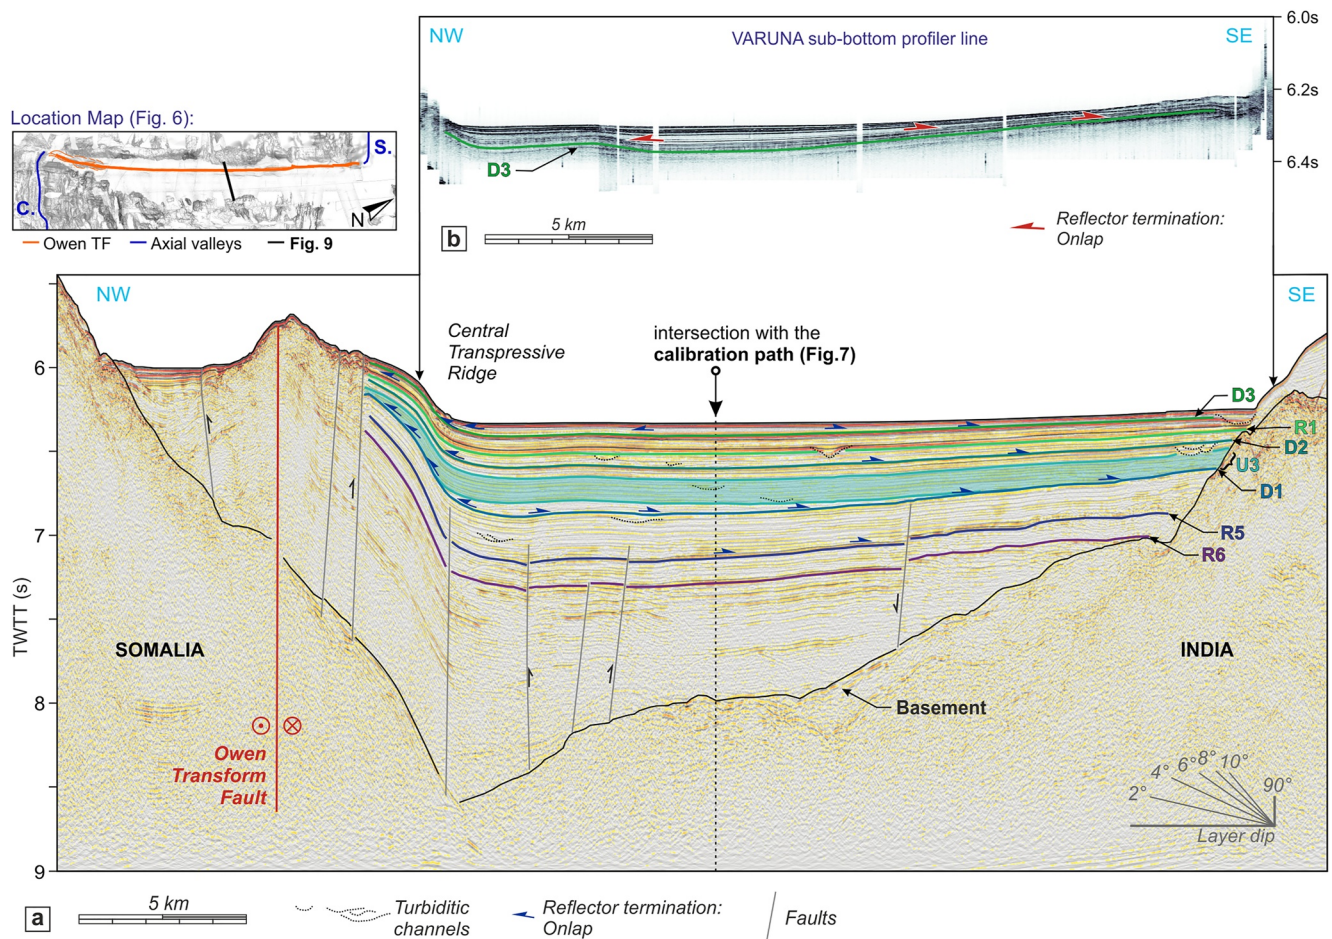 NW
VARUNA sub-bottom profiler line
SE
6.0s
6.2s
6.4s
D3
5 km
b
Reflector termination:
Onlap
Location Map (Fig. 6):
S.
C.
N
Owen TF
Axial valleys
Fig. 9
NW
SE
Central
Transpressive
Ridge
intersection with the
calibration path (Fig.7)
D3
R1
D2
U3
D1
R5
R6
6
7
8
9
TWTT (s)
SOMALIA
INDIA
Basement
Owen
Transform
Fault
2°
4°
6°
8°
10°
90°
Layer dip
a
5 km
Turbiditic
channels
Reflector termination:
Onlap
Faults